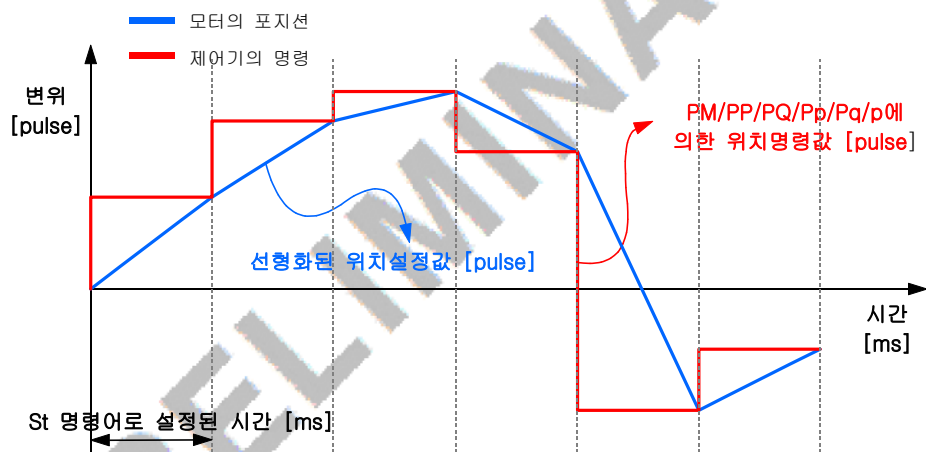 모터의 포지션
제어기의 명령
변위
[pulse]
PM/PP/PQ/Pp/Pq/p에
의한 위치명령값 [pulse]
선형화된 위치설정값 [pulse]
시간
[ms]
St 명령어로 설정된 시간 [ms]
PRELIMINA